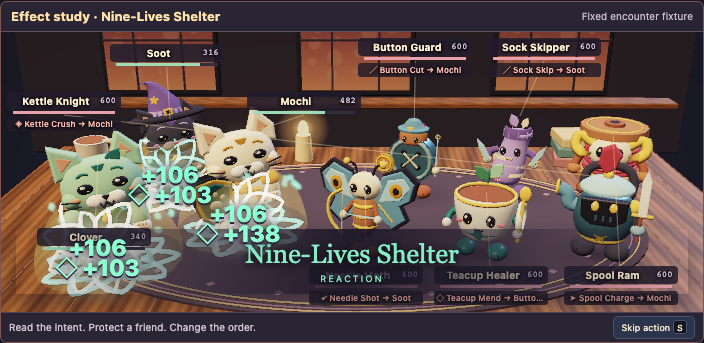 Effect study · Nine-Lives Shelter
Fixed encounter fixture
Soot 316
Button Guard 600
Button Cut → Mochi
Sock Skipper 600
Sock Skip → Soot
Kettle Knight 600
Kettle Crush → Mochi
Mochi 482
+106
+103
+106
+138
Clover 340
+106
+103
Nine-Lives Shelter
REACTION
600
Needle Shot → Soot
Teacup Healer 600
Teacup Mend → Butto...
Spool Ram 600
Spool Charge → Mochi
Read the intent. Protect a friend. Change the order.
Skip action S